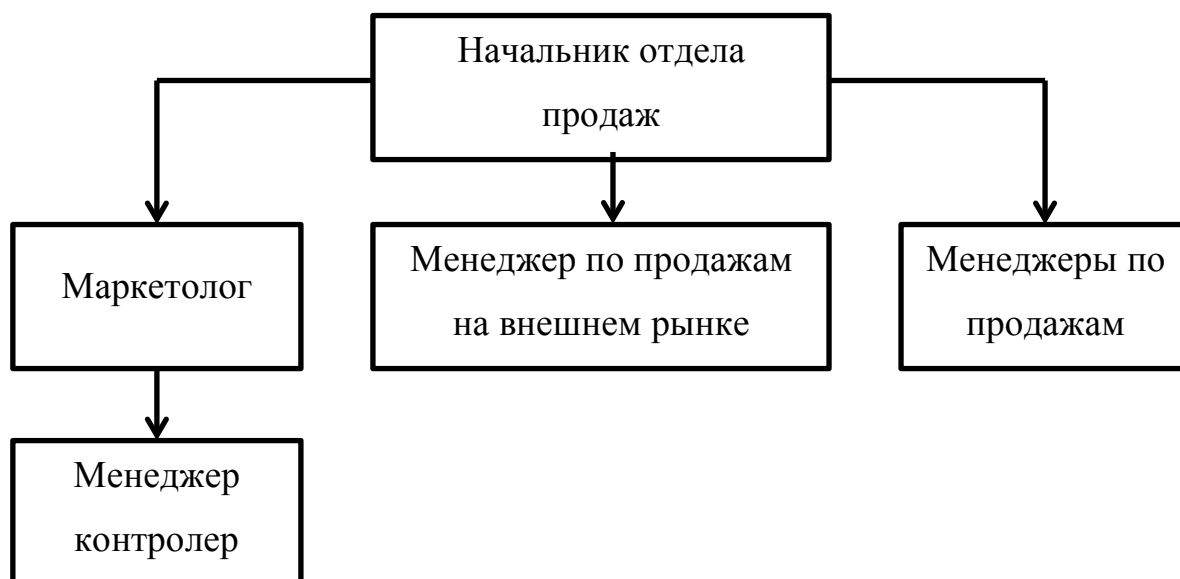 Начальник отдела
продаж
Маркетолог
Менеджер по продажам
на внешнем рынке
Менеджеры по
продажам
Менеджер
контролер